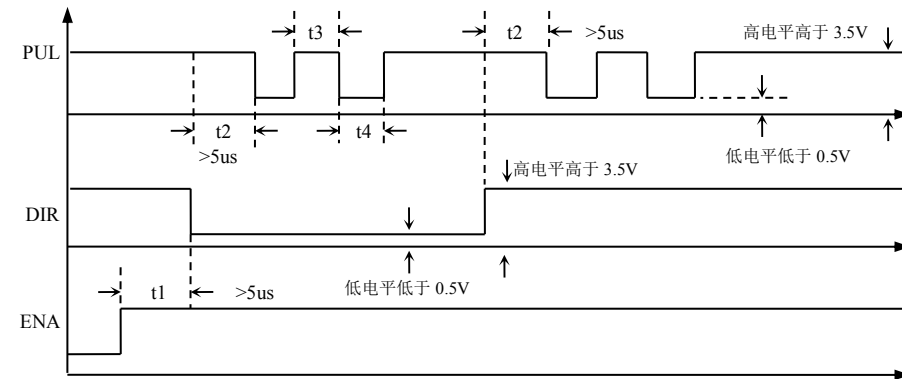 t3
t2
>5us
高电平高于 3.5V
PUL
t2
t4
>5us
低电平低于 0.5V
高电平高于 3.5V
DIR
t1
>5us
低电平低于 0.5V
ENA